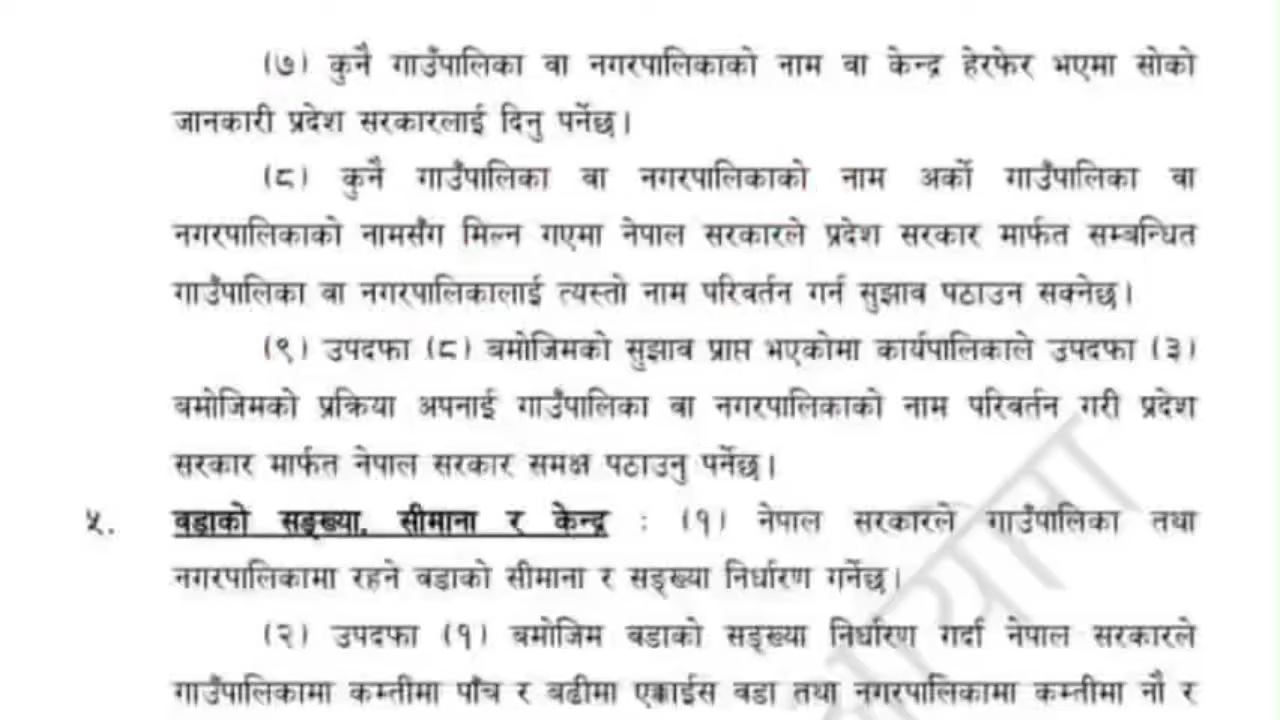 (७) कुनै गाउँपालिका वा नगरपालिकाको नाम वा केन्द्र हेरफेर भएमा सोको
जानकारी प्रदेश सरकारलाई दिनु पर्नेछ।
(८) कुनै गाउँपालिका वा नगरपालिकाको नाम अर्को गाउँपालिका वा
नगरपालिकाको नामसँग मिल्न गएमा नेपाल सरकारले प्रदेश सरकार मार्फत सम्बन्धित
गाउँपालिका वा नगरपालिकालाई त्यस्तो नाम परिवर्तन गर्न सुझाव पठाउन सक्नेछ।
(९) उपदफा (८) बमोजिमको सुझाव प्राप्त भएकोमा कार्यपालिकाले उपदफा (३)
बमोजिमको प्रक्रिया अपनाई गाउँपालिका वा नगरपालिकाको नाम परिवर्तन गरी प्रदेश
सरकार मार्फत नेपाल सरकार समक्ष पठाउनु पर्नेछ।
५. वडाको सङ्ख्या, सीमाना र केन्द्र : (१) नेपाल सरकारले गाउँपालिका तथा
नगरपालिकामा रहने वडाको सीमाना र सङ्ख्या निर्धारण गर्नेछ।
(२) उपदफा (१) बमोजिम वडाको सङ्ख्या निर्धारण गर्दा नेपाल सरकारले
गाउँपालिकामा कम्तीमा पाँच र बढीमा एक्काईस वडा तथा नगरपालिकामा कम्तीमा नौ र